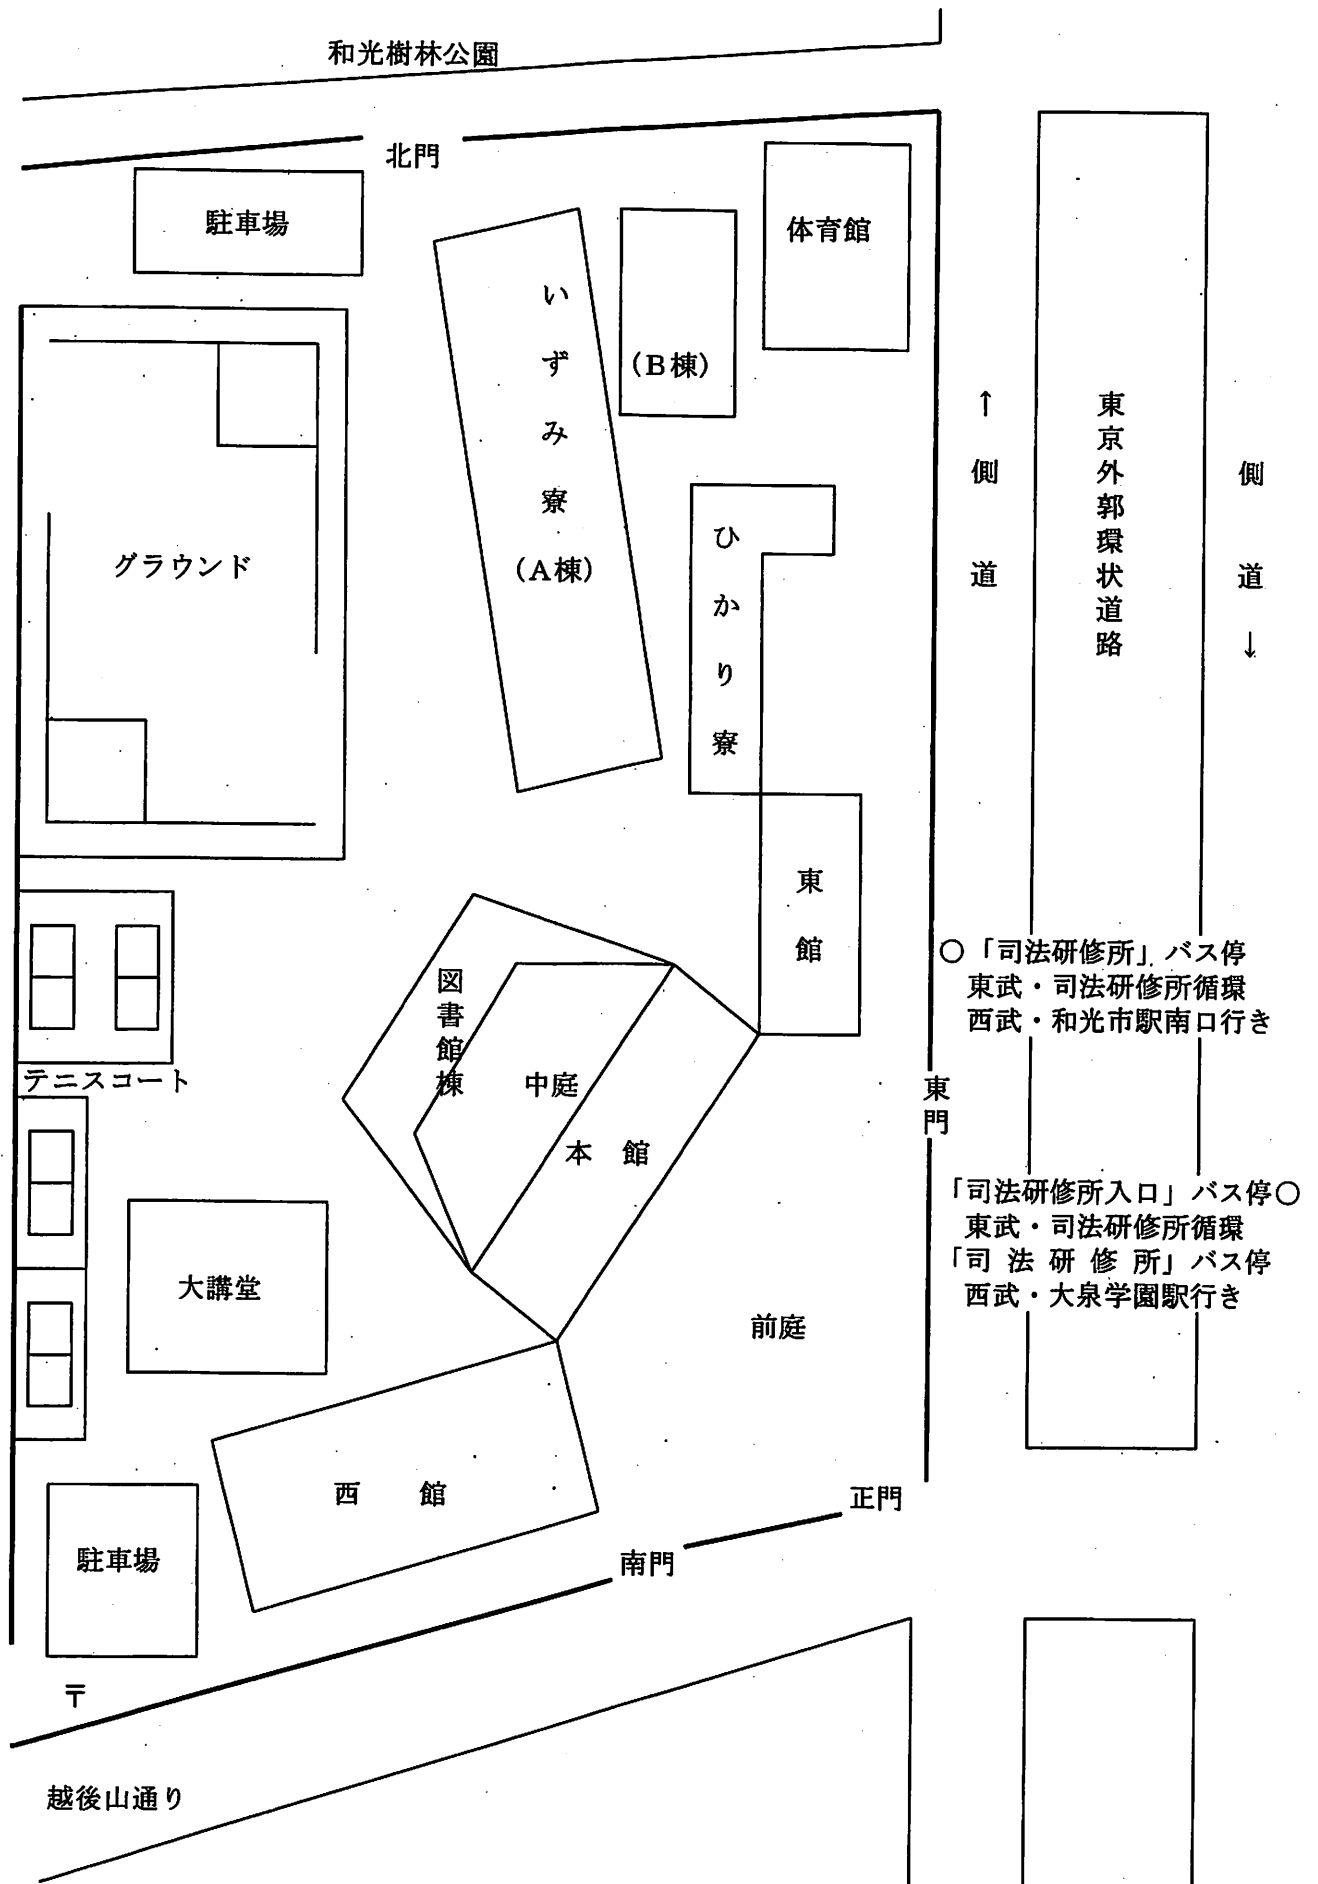 和光樹林公園
北門
駐車場
体育館
いずみ寮
(A棟)
(B棟)
グラウンド
ひかり寮
↑側道
東京外郭環状道路
側道↓
東館
図書館棟
中庭
本館
○「司法研修所」バス停
東武・司法研修所循環
西武・和光市駅南口行き
テニスコート
東門
「司法研修所入口」バス停○
東武・司法研修所循環
「司法研修所」バス停
西武・大泉学園駅行き
大講堂
前庭
西館
正門
南門
駐車場
〒
越後山通り